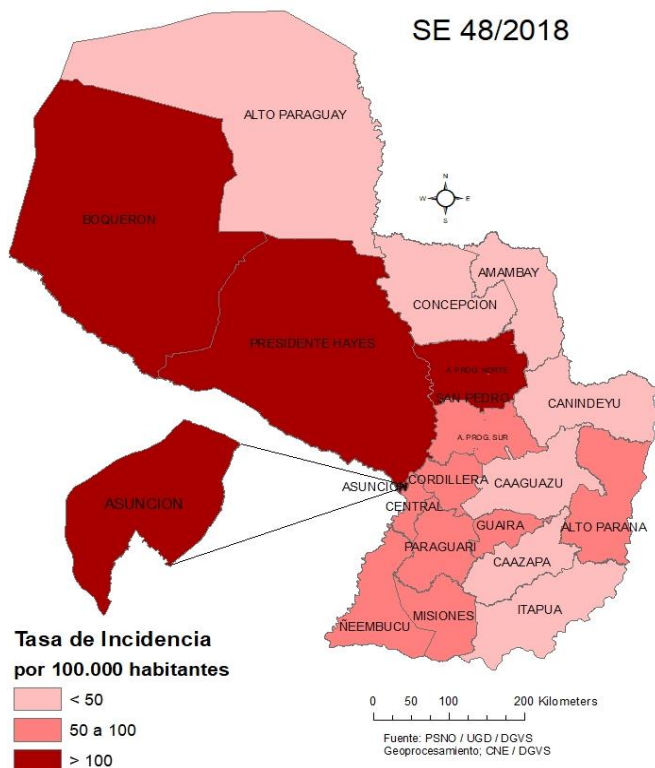 SE 48/2018
ALTO PARAGUAY
BOQUERON
N
W E
S
AMAMBAY
CONCEPCION
PRESIDENTE HAYES
A. PROG. NORTE
SAN PEDRO
CANINDEYU
A. PROG. SUR
ASUNCION
CORDILLERA
CAAGUAZU
ASUNCION
CENTRAL
GUAIRA
ALTO PARANA
PARAGUARI
CAAZAPA
ITAPUA
MISIONES
ÑEEMBUCU
Tasa de Incidencia
por 100.000 habitantes
< 50
50 a 100
> 100
0 50 100 200 Kilometers
Fuente: PSNO / UGD / DGVS
Geoprocesamiento; CNE / DGVS